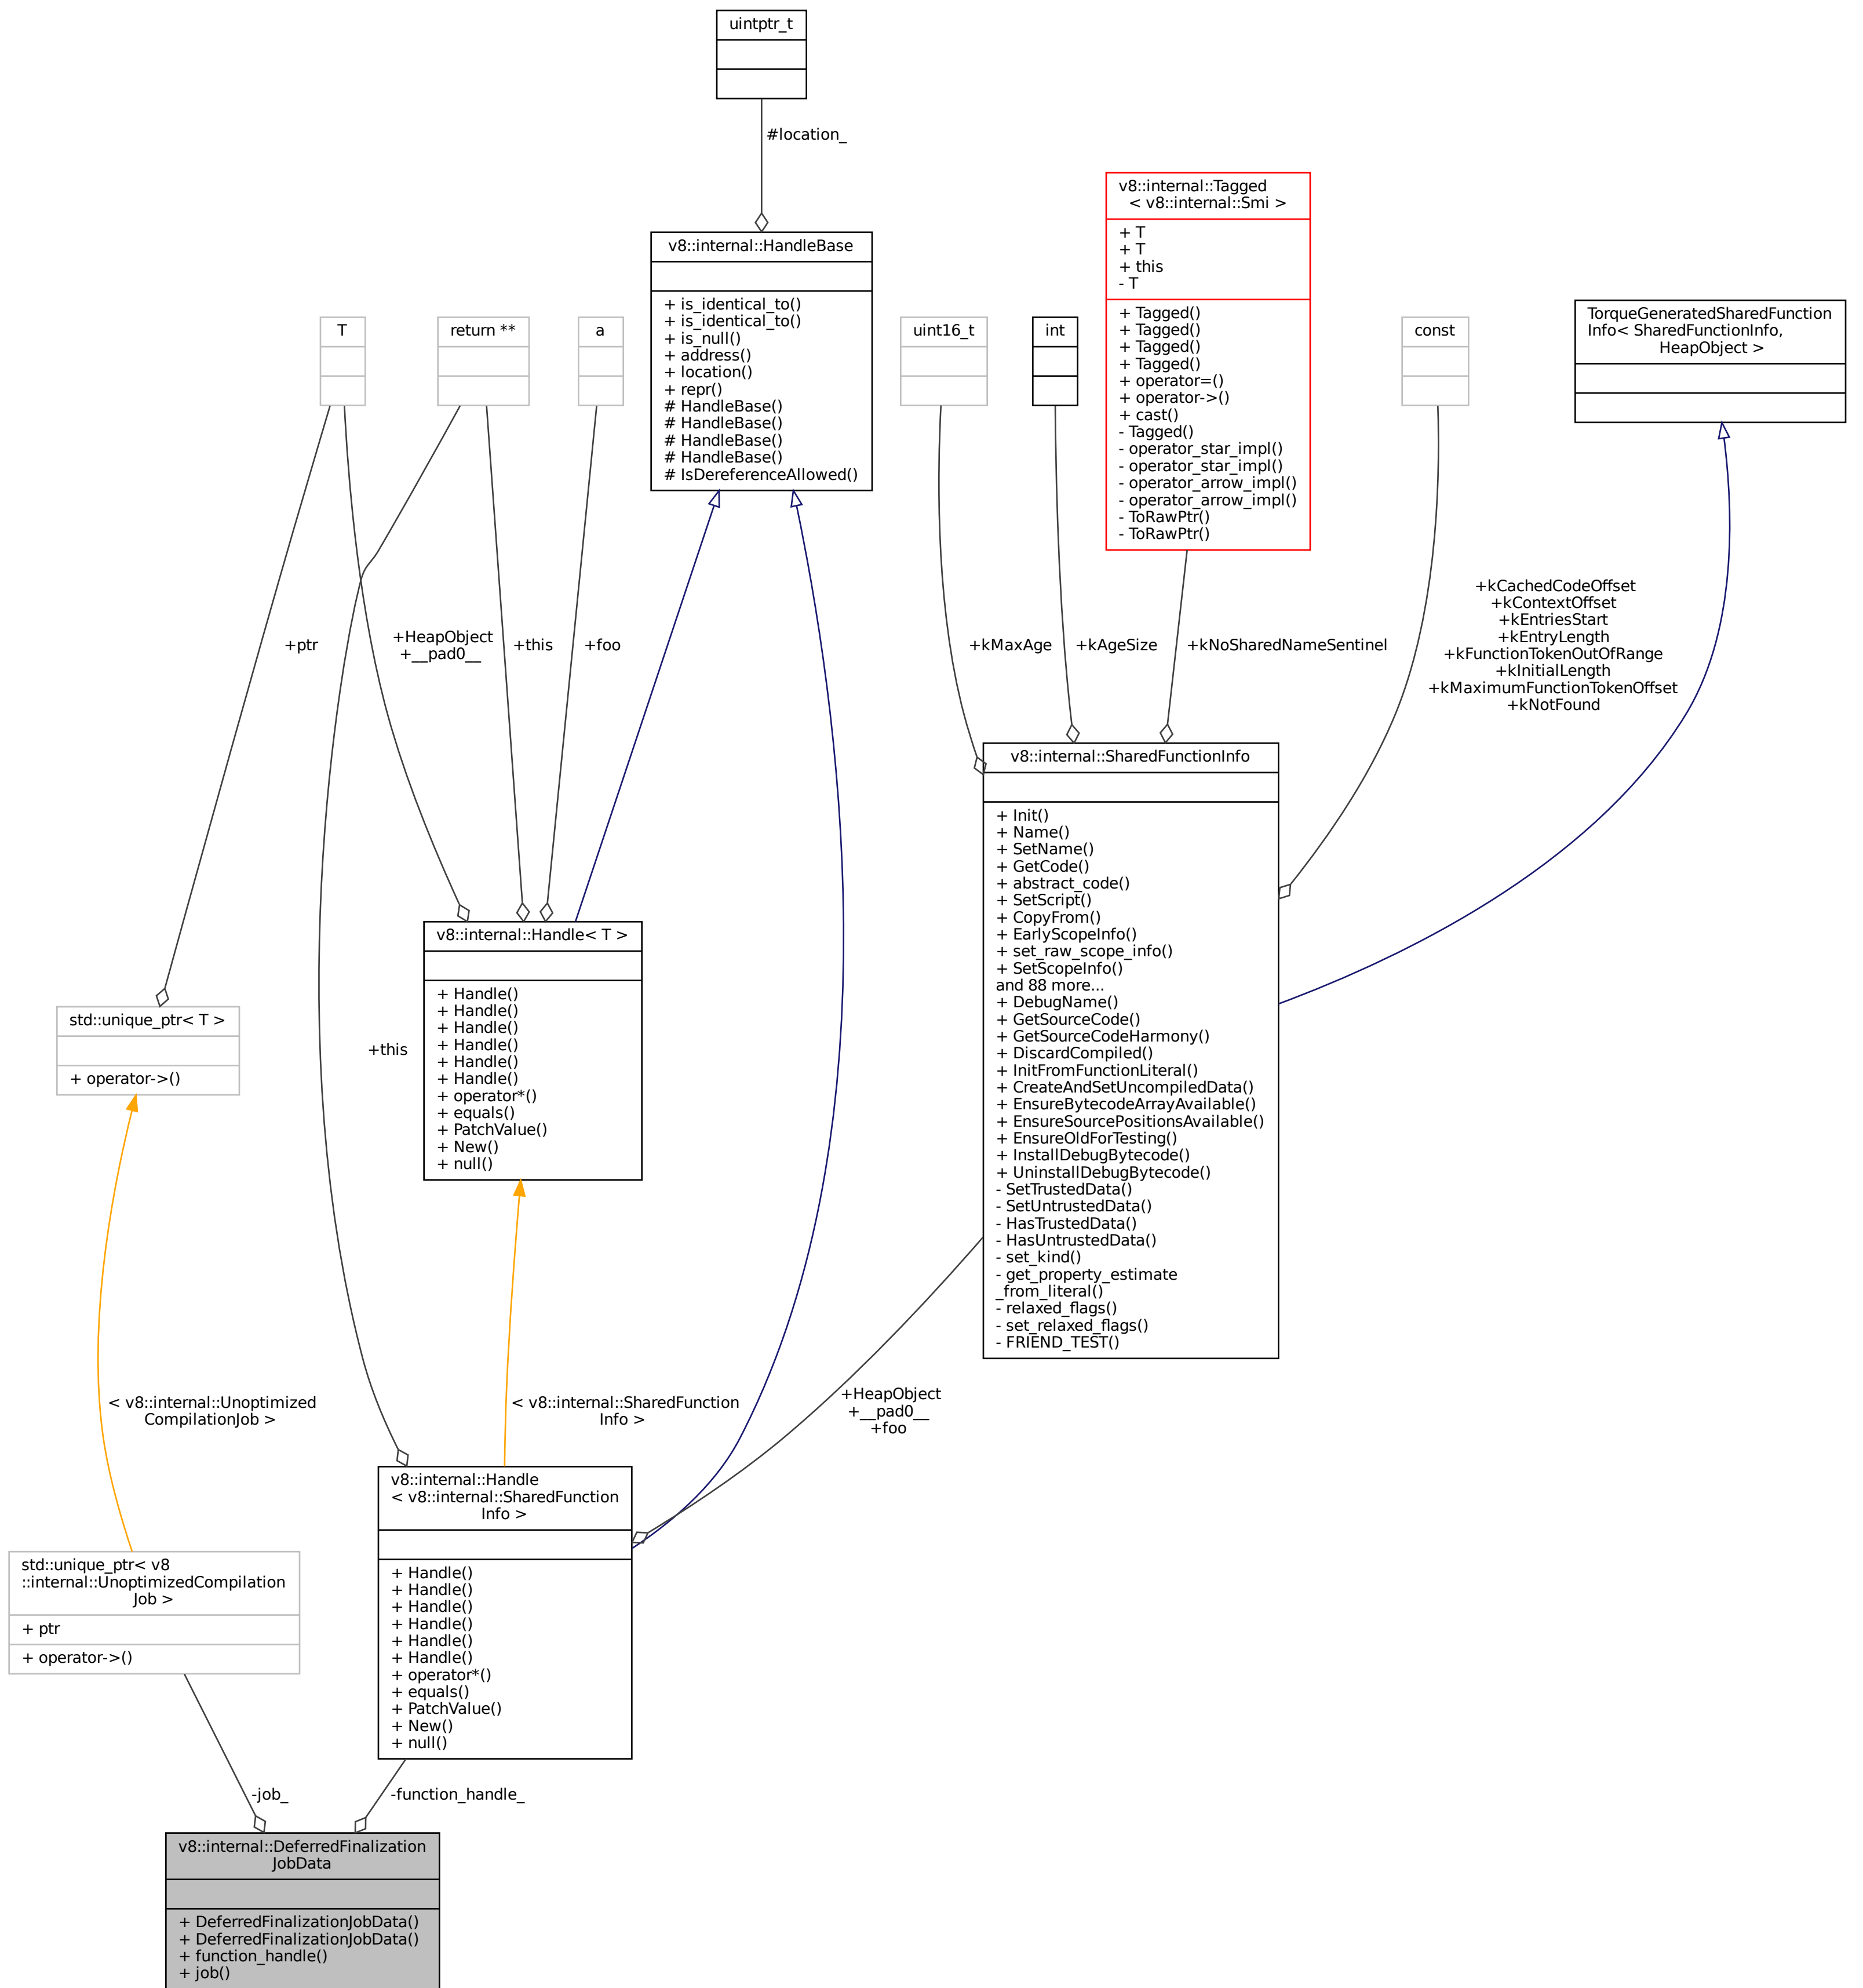 uintptr_t
#location_
v8::internal::Tagged
< v8::internal::Smi >
+ T
+ T
+ this
- T
+ Tagged()
+ Tagged()
+ Tagged()
+ Tagged()
+ operator=()
+ operator->()
+ cast()
- Tagged()
- operator_star_impl()
- operator_star_impl()
- operator_arrow_impl()
- operator_arrow_impl()
- ToRawPtr()
- ToRawPtr()
v8::internal::HandleBase
+ is_identical_to()
+ is_identical_to()
+ is_null()
+ address()
+ location()
+ repr()
# HandleBase()
# HandleBase()
# HandleBase()
# HandleBase()
# IsDereferenceAllowed()
T
return **
a
uint16_t
int
const
TorqueGeneratedSharedFunction
Info< SharedFunctionInfo,
HeapObject >
+ptr
+HeapObject
+__pad0__
+this
+foo
+kMaxAge
+kAgeSize
+kNoSharedNameSentinel
+kCachedCodeOffset
+kContextOffset
+kEntriesStart
+kEntryLength
+kFunctionTokenOutOfRange
+kInitialLength
+kMaximumFunctionTokenOffset
+kNotFound
v8::internal::SharedFunctionInfo
+ Init()
+ Name()
+ SetName()
+ GetCode()
+ abstract_code()
+ SetScript()
+ CopyFrom()
+ EarlyScopeInfo()
+ set_raw_scope_info()
+ SetScopeInfo()
and 88 more...
+ DebugName()
+ GetSourceCode()
+ GetSourceCodeHarmony()
+ DiscardCompiled()
+ InitFromFunctionLiteral()
+ CreateAndSetUncompiledData()
+ EnsureBytecodeArrayAvailable()
+ EnsureSourcePositionsAvailable()
+ EnsureOldForTesting()
+ InstallDebugBytecode()
+ UninstallDebugBytecode()
- SetTrustedData()
- SetUntrustedData()
- HasTrustedData()
- HasUntrustedData()
- set_kind()
- get_property_estimate
_from_literal()
- relaxed_flags()
- set_relaxed_flags()
- FRIEND_TEST()
v8::internal::Handle< T >
+ Handle()
+ Handle()
+ Handle()
+ Handle()
+ Handle()
+ Handle()
+ operator*()
+ equals()
+ PatchValue()
+ New()
+ null()
std::unique_ptr< T >
+ operator->()
+this
< v8::internal::Unoptimized
CompilationJob >
< v8::internal::SharedFunction
Info >
+HeapObject
+__pad0__
+foo
v8::internal::Handle
< v8::internal::SharedFunction
Info >
+ Handle()
+ Handle()
+ Handle()
+ Handle()
+ Handle()
+ Handle()
+ operator*()
+ equals()
+ PatchValue()
+ New()
+ null()
std::unique_ptr< v8
::internal::UnoptimizedCompilation
Job >
+ ptr
+ operator->()
-job_
-function_handle_
v8::internal::DeferredFinalization
JobData
+ DeferredFinalizationJobData()
+ DeferredFinalizationJobData()
+ function_handle()
+ job()